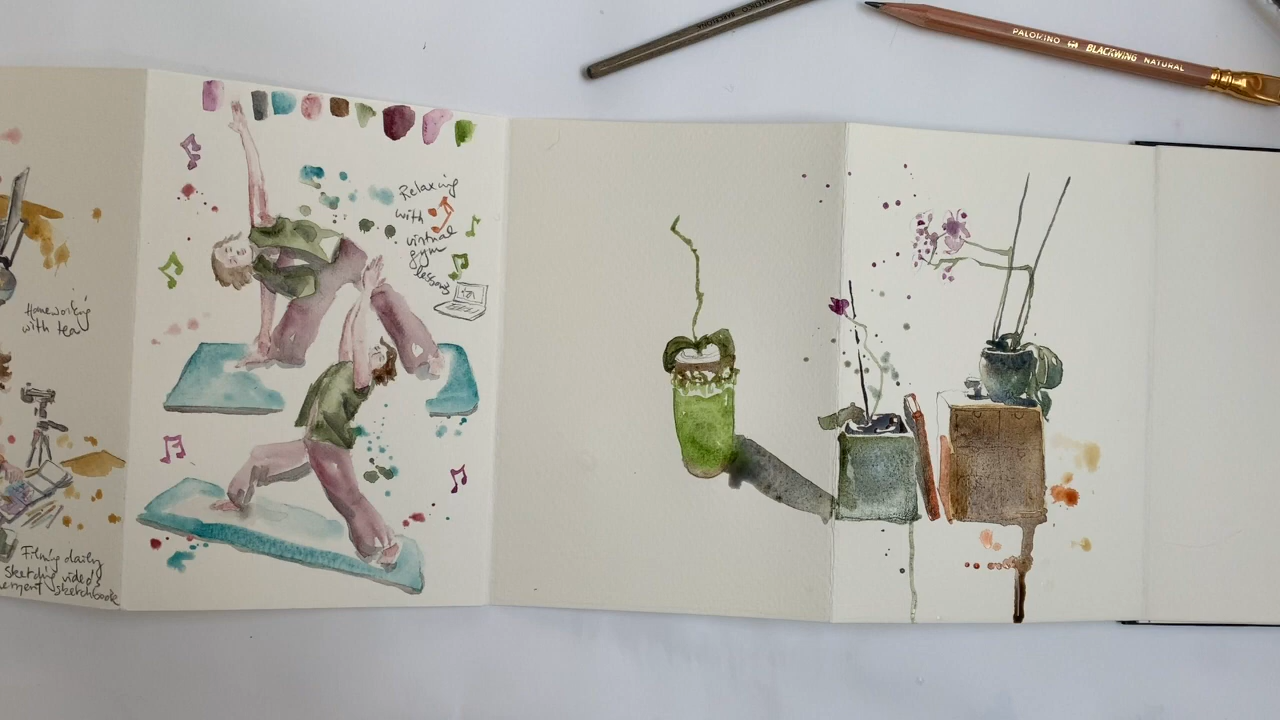 PALOMINO BLACKWING NATURAL
Relaxing
with
virtual
gym
lessons
Homeworking
with tea
Filming daily
sketching video's
sketchbook